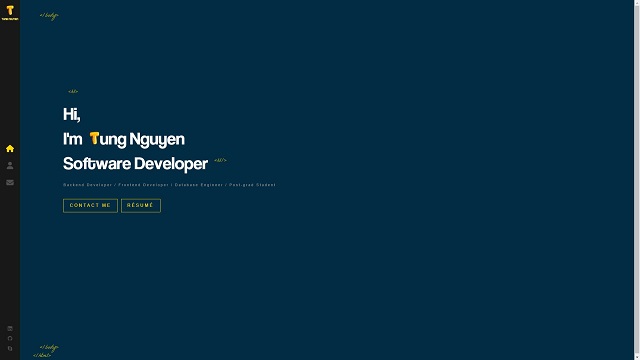 TUNG NGUYEN
</body>
<h1>
Hi,
I'm Tung Nguyen
Software Developer </h1>
Backend Developer / Frontend Developer / Database Engineer / Post-grad Student
CONTACT ME
RÉSUMÉ
</body>
</html>